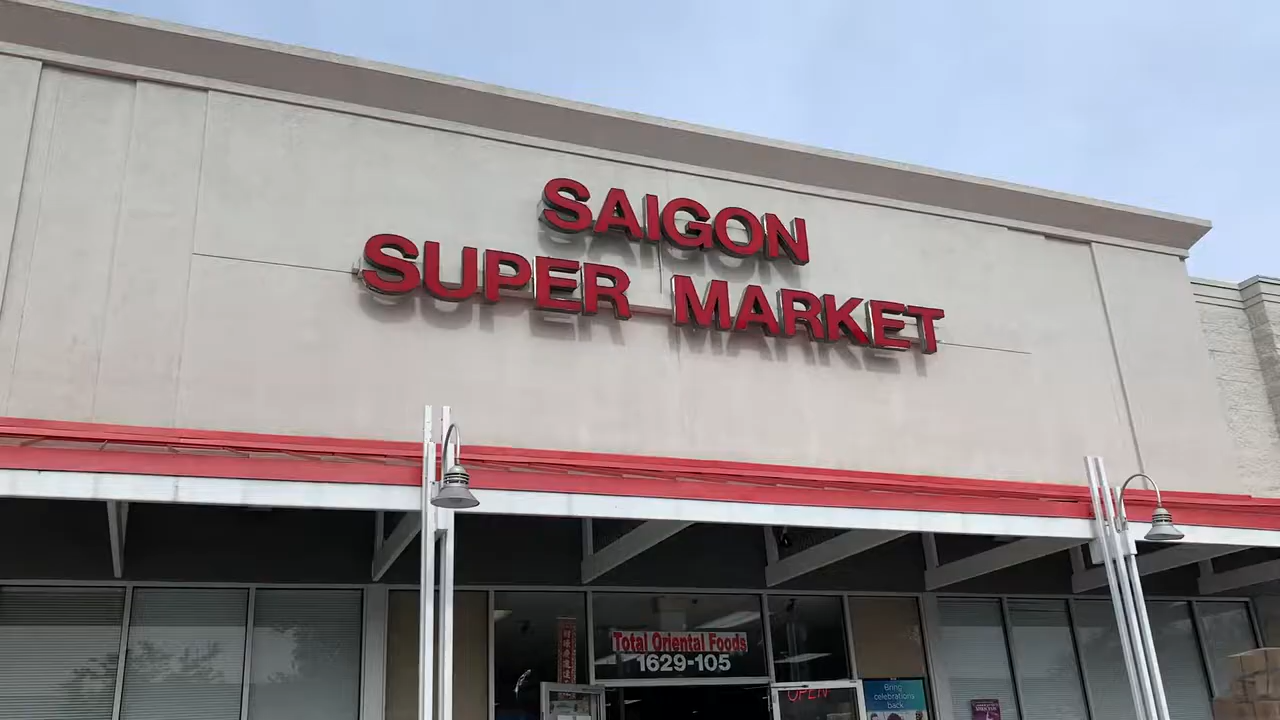 SAIGON
SUPER MARKET
Total Oriental Foods
1629-105
OPEN
Bring
celebrations
back